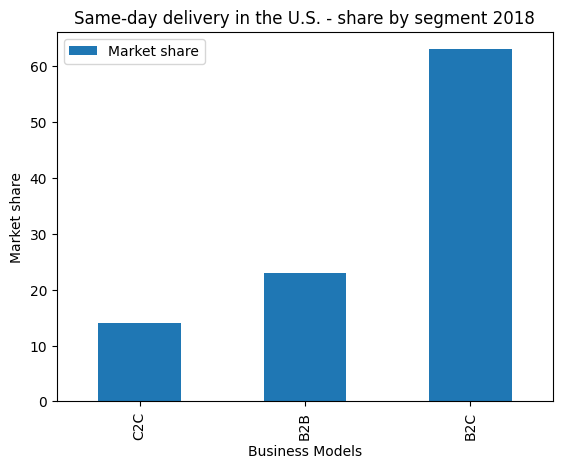 Same-day delivery in the U.S. - share by segment 2018
Market share
Market share
60
50
40
30
20
10
0
C2C
B2B
B2C
Business Models